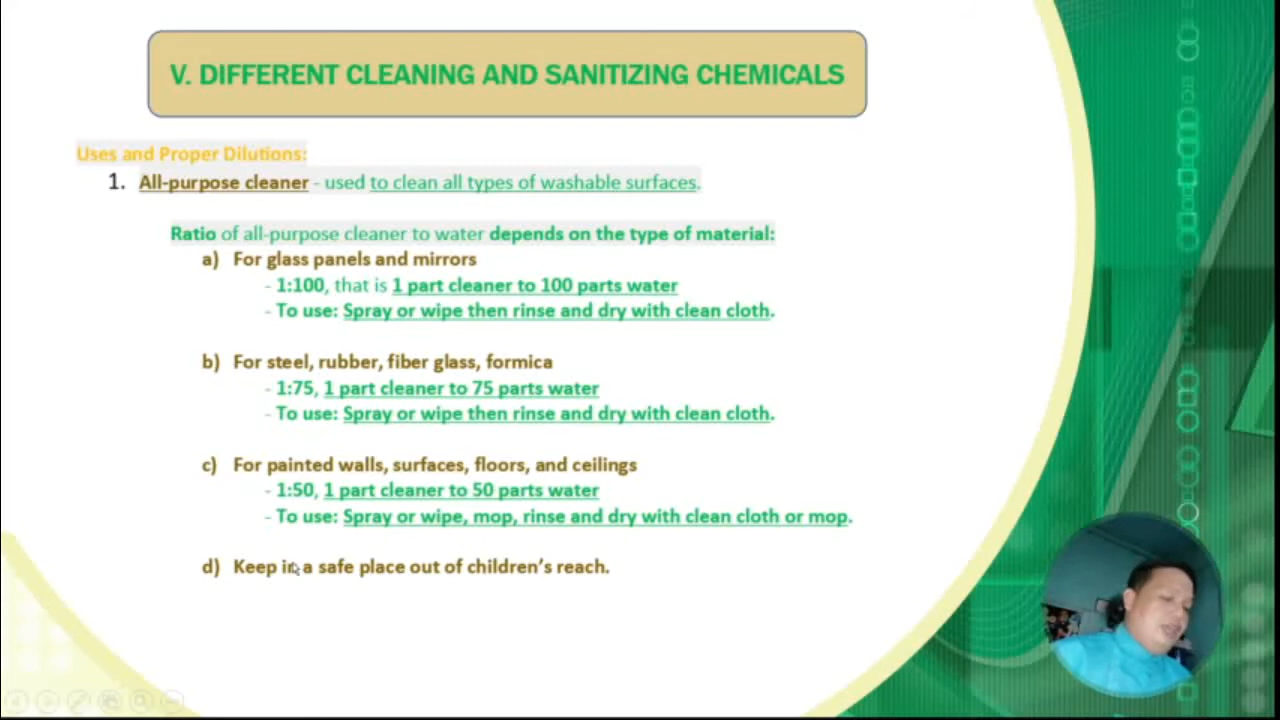 V. DIFFERENT CLEANING AND SANITIZING CHEMICALS
Uses and Proper Dilutions:
1. All-purpose cleaner - used to clean all types of washable surfaces.
Ratio of all-purpose cleaner to water depends on the type of material:
a) For glass panels and mirrors
- 1:100, that is 1 part cleaner to 100 parts water
- To use: Spray or wipe then rinse and dry with clean cloth.
b) For steel, rubber, fiber glass, formica
- 1:75, 1 part cleaner to 75 parts water
- To use: Spray or wipe then rinse and dry with clean cloth.
c) For painted walls, surfaces, floors, and ceilings
- 1:50, 1 part cleaner to 50 parts water
- To use: Spray or wipe, mop, rinse and dry with clean cloth or mop.
d) Keep in a safe place out of children's reach.